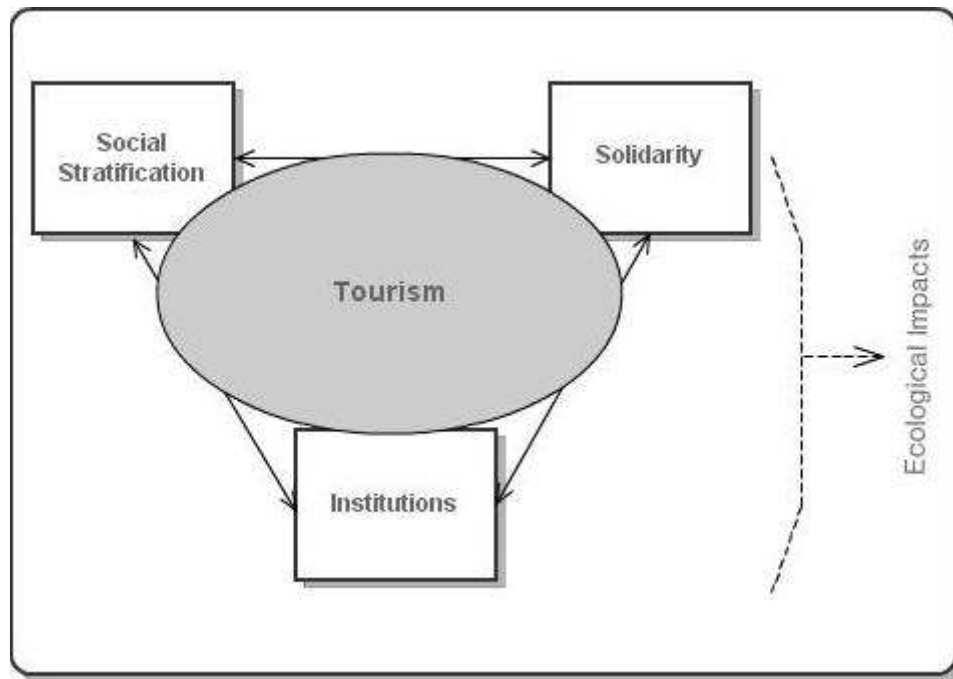 Social
Stratification
Solidarity
Tourism
Institutions
Ecological Impacts